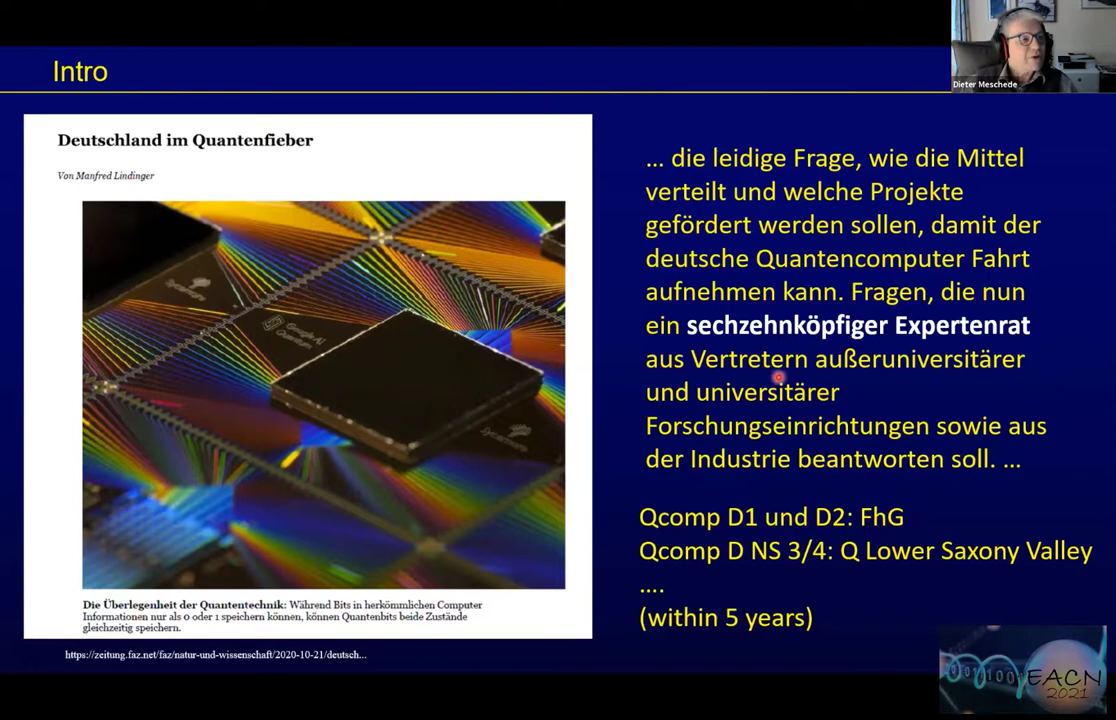 Intro
Dieter Meschede
Deutschland im Quantenfieber
Von Manfred Lindinger
Sycamore
Google AI
Quantum
Sycamore
Die Überlegenheit der Quantentechnik: Während Bits in herkömmlichen Computer
Informationen nur als 0 oder 1 speichern können, können Quantenbits beide Zustände
gleichzeitig speichern.
https://zeitung.faz.net/faz/natur-und-wissenschaft/2020-10-21/deutsch...
... die leidige Frage, wie die Mittel
verteilt und welche Projekte
gefördert werden sollen, damit der
deutsche Quantencomputer Fahrt
aufnehmen kann. Fragen, die nun
ein sechzehnköpfiger Expertenrat
aus Vertretern außeruniversitärer
und universitärer
Forschungseinrichtungen sowie aus
der Industrie beantworten soll. ...
Qcomp D1 und D2: FhG
Qcomp D NS 3/4: Q Lower Saxony Valley
....
(within 5 years)
EACN
2021